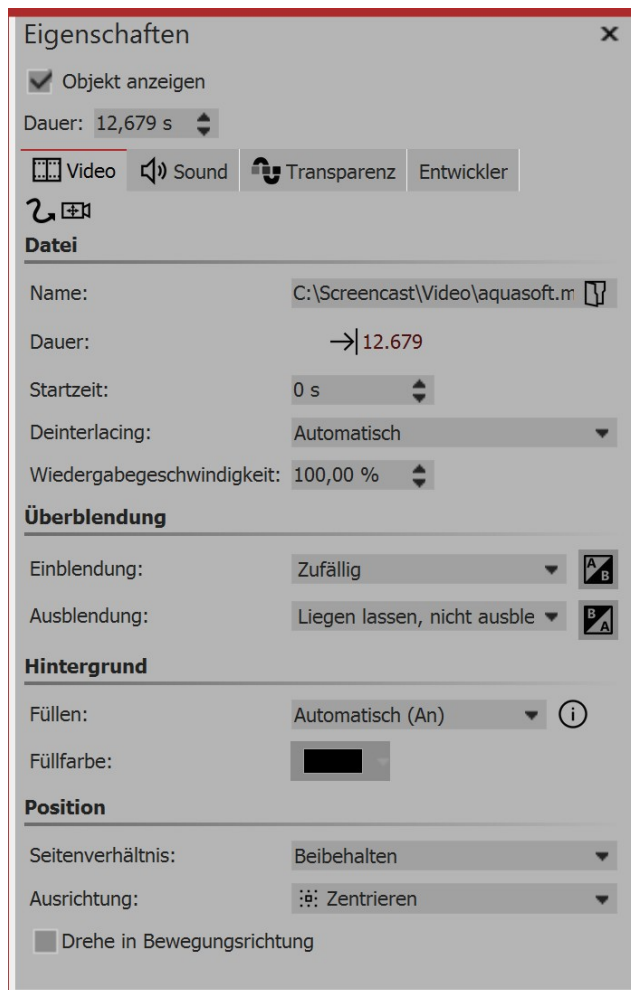 Eigenschaften
Objekt anzeigen
Dauer: 12,679 s
Video Sound Transparenz Entwickler
Datei
Name: C:\Screencast\Video\aquasoft.m
Dauer: 12.679
Startzeit: 0 s
Deinterlacing: Automatisch
Wiedergabegeschwindigkeit: 100,00 %
Überblendung
Einblendung: Zufällig A B
Ausblendung: Liegen lassen, nicht ausble B A
Hintergrund
Füllen: Automatisch (An)
Füllfarbe:
Position
Seitenverhältnis: Beibehalten
Ausrichtung: Zentrieren
Drehe in Bewegungsrichtung